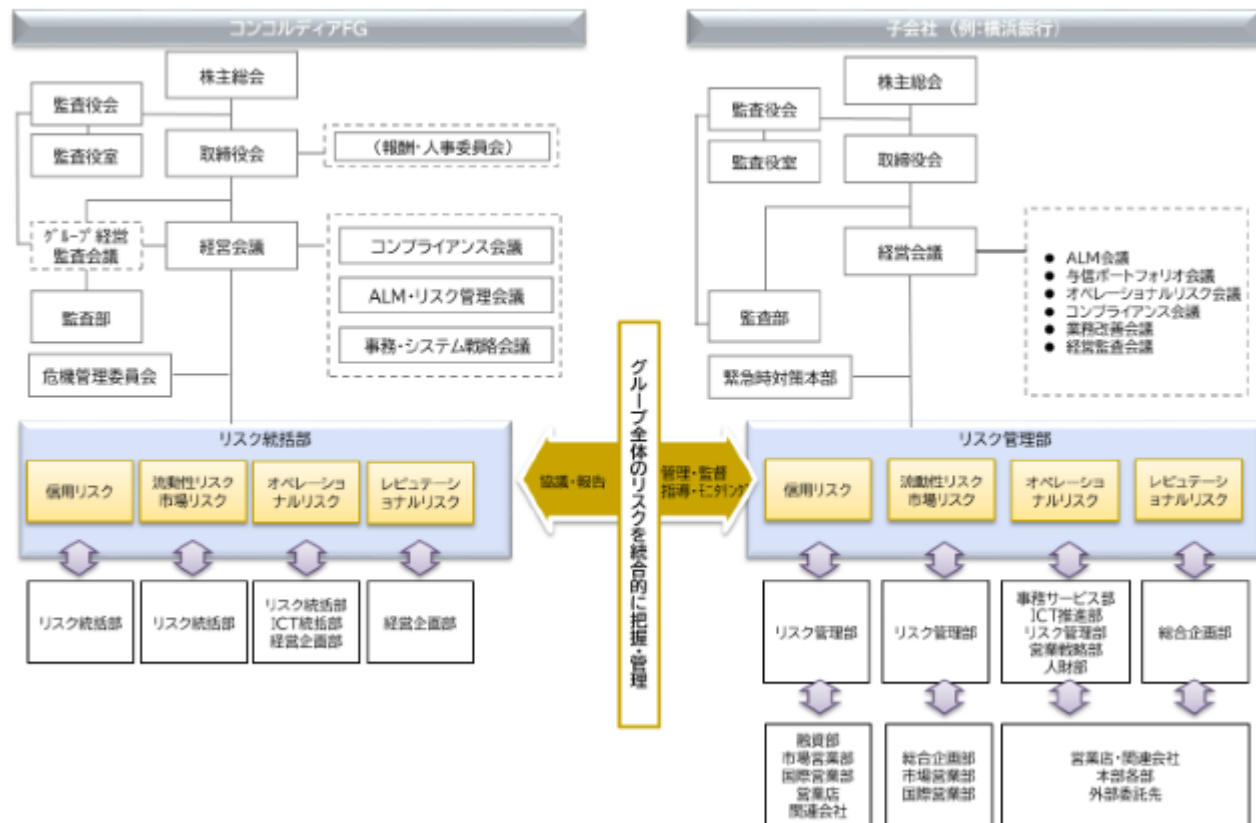 コンコルディアFG
株主総会
監査役会
監査役室
取締役会
（報酬・人事委員会）
グループ経営
監査会議
経営会議
コンプライアンス会議
ALM・リスク管理会議
事務・システム戦略会議
監査部
危機管理委員会
リスク統括部
信用リスク
流動性リスク
市場リスク
オペレーショ
ナルリスク
レピュテーシ
ョナルリスク
リスク統括部
リスク統括部
リスク統括部
ICT統括部
経営企画部
経営企画部
協議・報告
グループ全体のリスクを統合的に把握・管理
管理・監督
指導・モニタリング
子会社（例：横浜銀行）
株主総会
監査役会
監査役室
取締役会
経営会議
● ALM会議
● 与信ポートフォリオ会議
● オペレーショナルリスク会議
● コンプライアンス会議
● 業務改善会議
● 経営監査会議
監査部
緊急時対策本部
リスク管理部
信用リスク
流動性リスク
市場リスク
オペレーショ
ナルリスク
レピュテーシ
ョナルリスク
リスク管理部
リスク管理部
事務サービス部
ICT推進部
リスク管理部
営業戦略部
人財部
総合企画部
融資部
市場営業部
国際営業部
営業店
関連会社
総合企画部
市場営業部
国際営業部
営業店・関連会社
本部各部
外部委託先